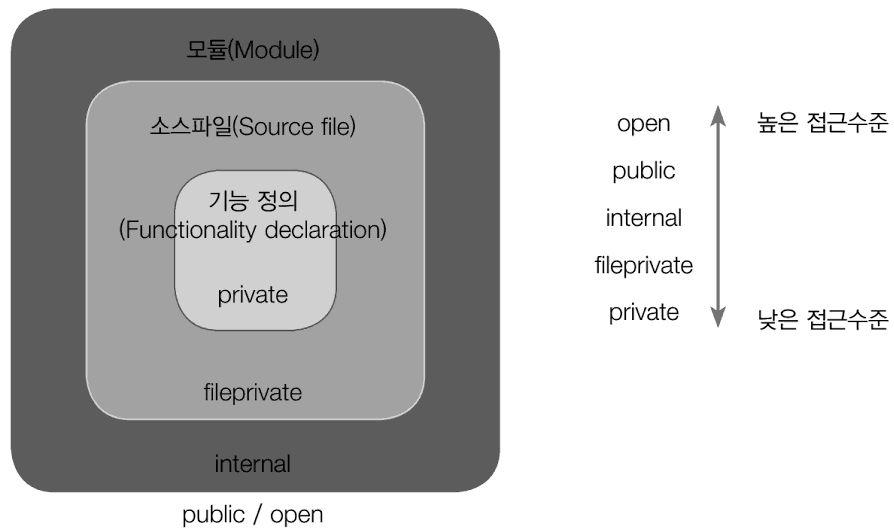 모듈(Module)
소스파일(Source file)
기능 정의
(Functionality declaration)
private
fileprivate
internal
public / open
open
public
internal
fileprivate
private
높은 접근수준
낮은 접근수준